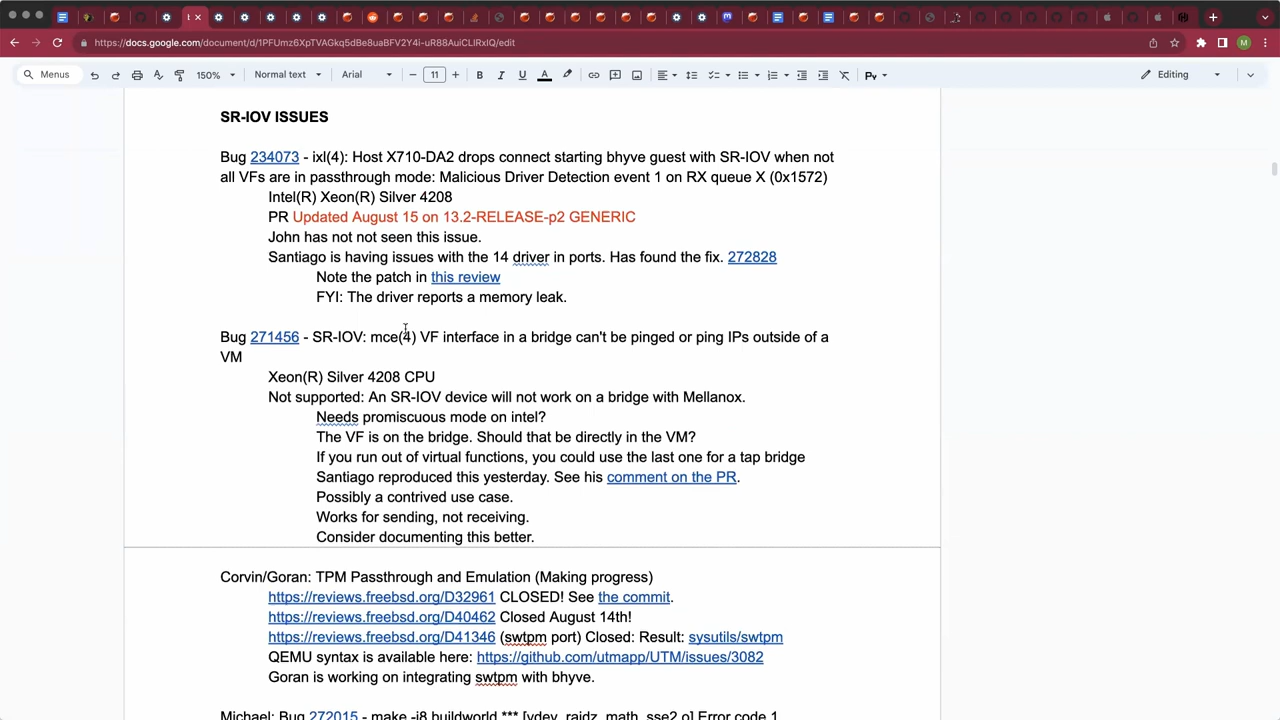 https://docs.google.com/document/d/1PFUmz6XpTVAGkq5dBe8uaBFV2Y4i-uR88AuiCLIRxIQ/edit
M
Menus
150%
Normal text
Arial
11
B I U A
Editing
SR-IOV ISSUES
Bug 234073 - ixl(4): Host X710-DA2 drops connect starting bhyve guest with SR-IOV when not
all VFs are in passthrough mode: Malicious Driver Detection event 1 on RX queue X (0x1572)
Intel(R) Xeon(R) Silver 4208
PR Updated August 15 on 13.2-RELEASE-p2 GENERIC
John has not not seen this issue.
Santiago is having issues with the 14 driver in ports. Has found the fix. 272828
Note the patch in this review
FYI: The driver reports a memory leak.
Bug 271456 - SR-IOV: mce(4) VF interface in a bridge can't be pinged or ping IPs outside of a
VM
Xeon(R) Silver 4208 CPU
Not supported: An SR-IOV device will not work on a bridge with Mellanox.
Needs promiscuous mode on intel?
The VF is on the bridge. Should that be directly in the VM?
If you run out of virtual functions, you could use the last one for a tap bridge
Santiago reproduced this yesterday. See his comment on the PR.
Possibly a contrived use case.
Works for sending, not receiving.
Consider documenting this better.
Corvin/Goran: TPM Passthrough and Emulation (Making progress)
https://reviews.freebsd.org/D32961 CLOSED! See the commit.
https://reviews.freebsd.org/D40462 Closed August 14th!
https://reviews.freebsd.org/D41346 (swtpm port) Closed: Result: sysutils/swtpm
QEMU syntax is available here: https://github.com/utmapp/UTM/issues/3082
Goran is working on integrating swtpm with bhyve.
Michael: Bug 272015 - make -j8 buildworld *** [vdev_raidz_math_sse2.o] Error code 1